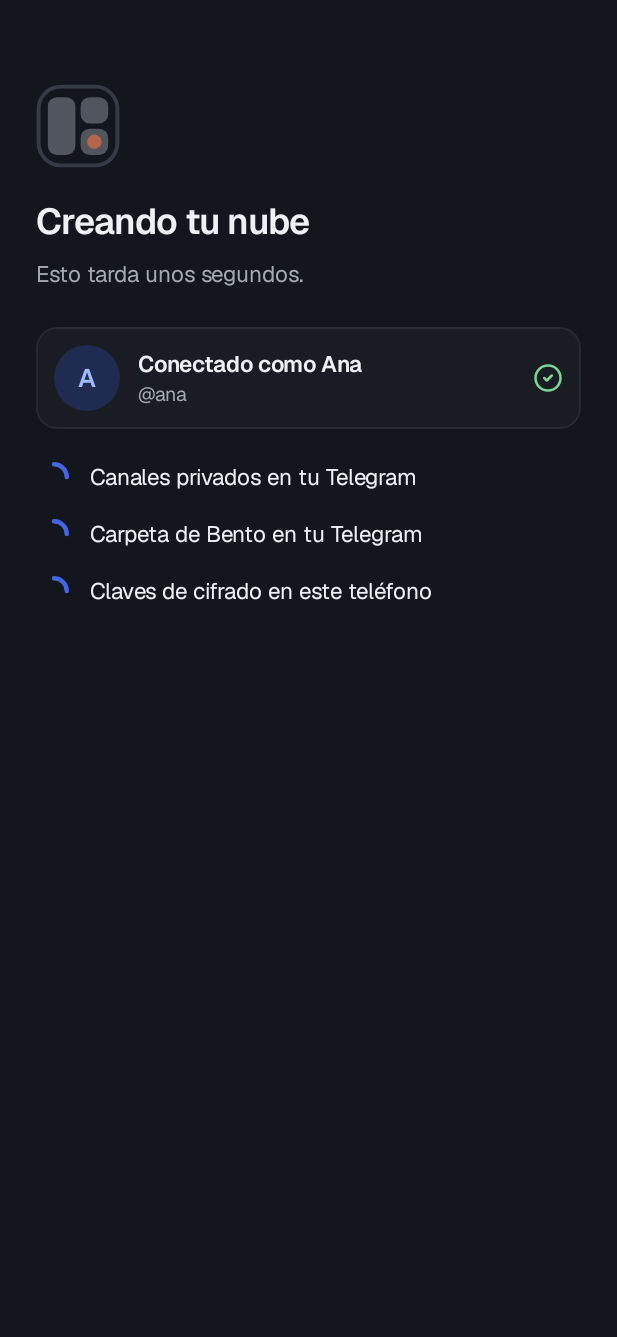 Creando tu nube
Esto tarda unos segundos.
A
Conectado como Ana
@ana
Canales privados en tu Telegram
Carpeta de Bento en tu Telegram
Claves de cifrado en este teléfono